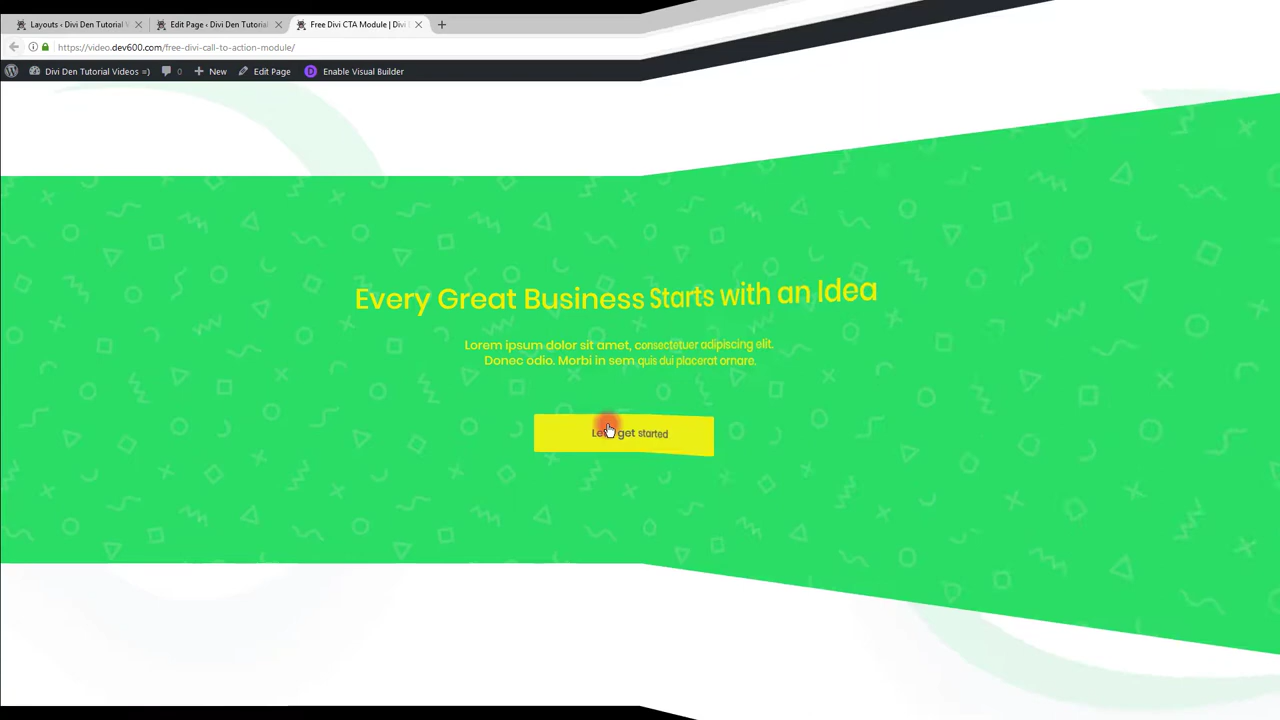 Layouts ‹ Divi Den Tutorial V
Edit Page ‹ Divi Den Tutorial
Free Divi CTA Module | Divi
https://video.dev600.com/free-divi-call-to-action-module/
Divi Den Tutorial Videos =)
0
New
Edit Page
Enable Visual Builder
Every Great Business Starts with an Idea
Lorem ipsum dolor sit amet, consectetuer adipiscing elit.
Donec odio. Morbi in sem quis dui placerat ornare.
get started